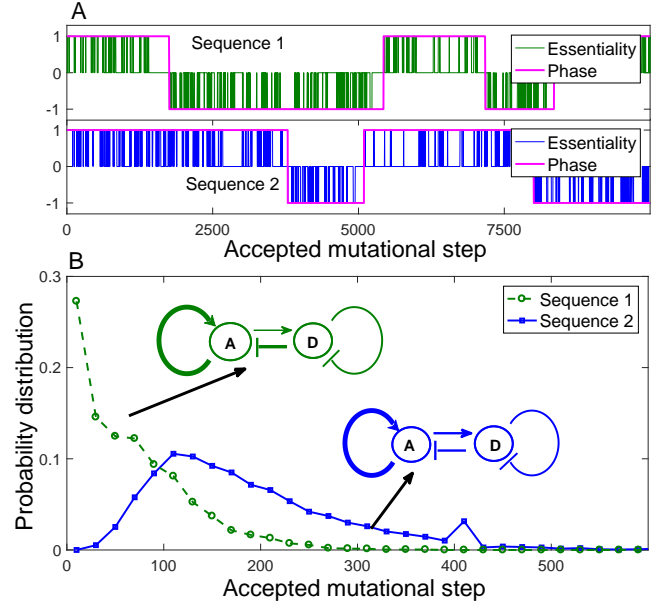 A
Sequence 1
Essentiality
Phase
1
0
-1
Sequence 2
Essentiality
Phase
1
0
-1
0 2500 5000 7500
Accepted mutational step
B
Probability distribution
0.3
0.2
0.1
0
Sequence 1
Sequence 2
A D
A D
0 100 200 300 400 500
Accepted mutational step